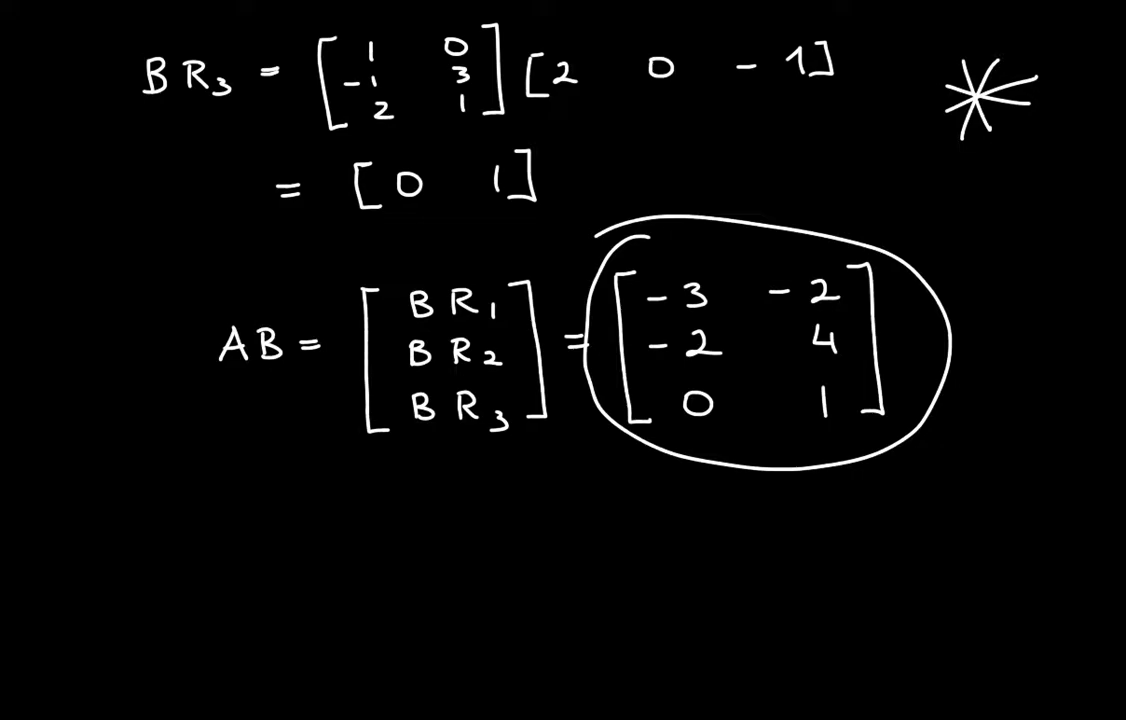 BR₃ = [1 0; -1 3; 2 1] [2 0 -1]
= [0 1]
AB = [BR₁; BR₂; BR₃] = [-3 -2; -2 4; 0 1]